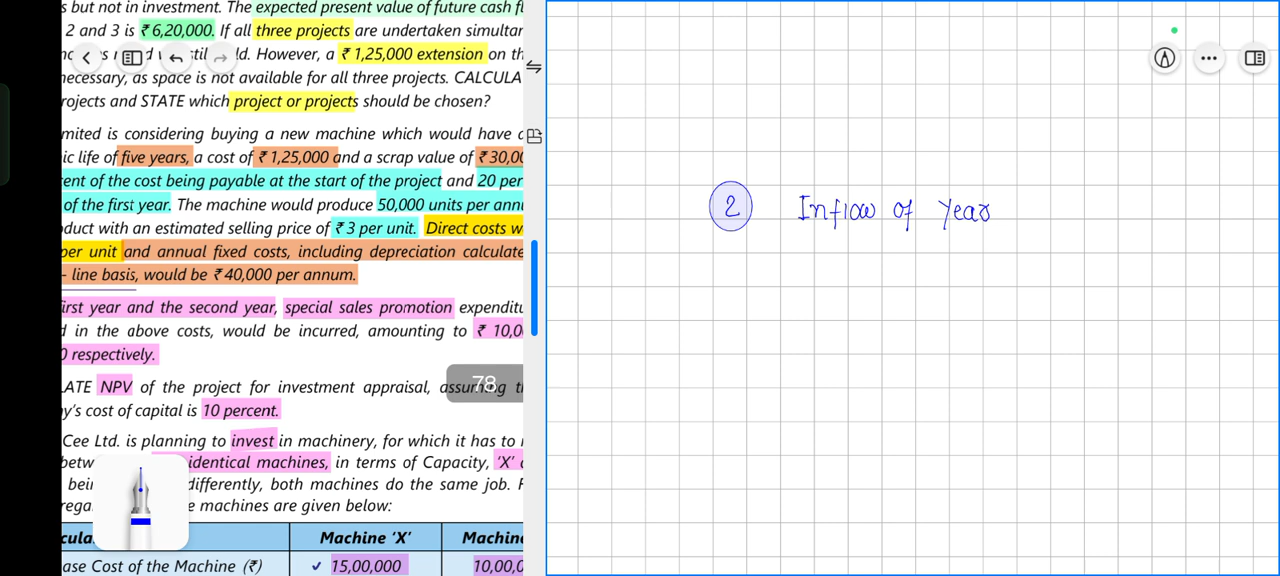 s but not in investment. The expected present value of future cash f
2 and 3 is ₹ 6,20,000. If all three projects are undertaken simultar
ld. However, a ₹ 1,25,000 extension on th
necessary, as space is not available for all three projects. CALCULA
rojects and STATE which project or projects should be chosen?
mited is considering buying a new machine which would have a
ic life of five years, a cost of ₹ 1,25,000 and a scrap value of ₹ 30,00
cent of the cost being payable at the start of the project and 20 per
of the first year. The machine would produce 50,000 units per annu
duct with an estimated selling price of ₹ 3 per unit. Direct costs w
per unit and annual fixed costs, including depreciation calculate
- line basis, would be ₹ 40,000 per annum.
irst year and the second year, special sales promotion expenditu
d in the above costs, would be incurred, amounting to ₹ 10,0
0 respectively.
LATE NPV of the project for investment appraisal, assuming t
y's cost of capital is 10 percent.
78
Cee Ltd. is planning to invest in machinery, for which it has to
betw identical machines, in terms of Capacity, 'X'
bein differently, both machines do the same job. F
rega e machines are given below:
cula Machine 'X' Machine
ase Cost of the Machine (₹) ✓ 15,00,000 10,00,0
2 Inflow of Year